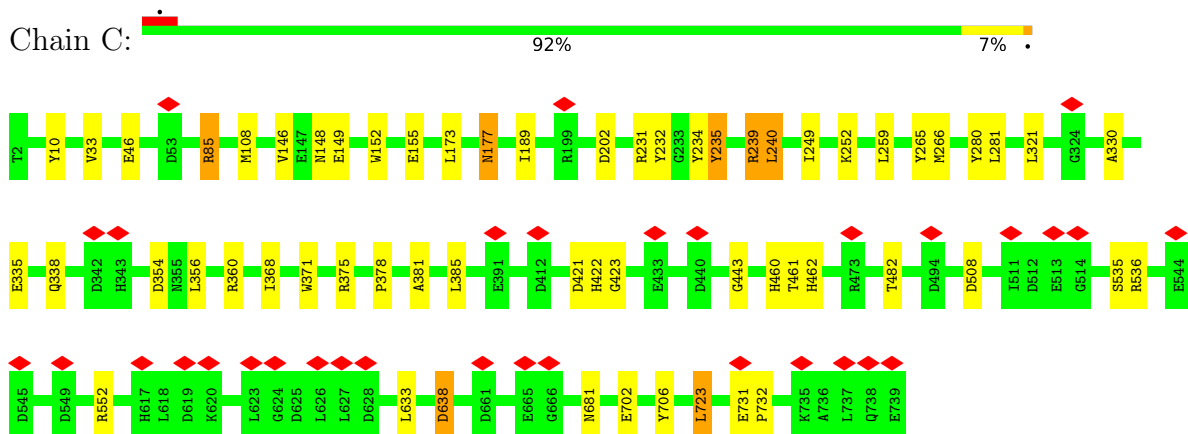 Chain C:
92% 7%
T2 Y10 V33 E46 D53 R85 M108 V146 E147 N148 E149 W152 E155 L173 N177 I189 R199 D202 R231 Y232 G233 Y234 Y235 R239 L240 I249 K252 L259 Y265 M266 Y280 L281 L321 G324 A330
E335 Q338 D342 H343 D354 N355 L356 R360 I368 W371 R375 P378 A381 L385 E391 D412 D421 H422 G423 E433 D440 G443 H460 T461 H462 R473 T482 D494 D508 I511 D512 E513 G514 S535 R536 E544
D545 D549 R552 H617 L618 D619 K620 L623 G624 D625 L626 L627 D628 L633 D638 D661 E665 G666 N681 E702 Y706 L723 E731 P732 K735 A736 L737 Q738 E739